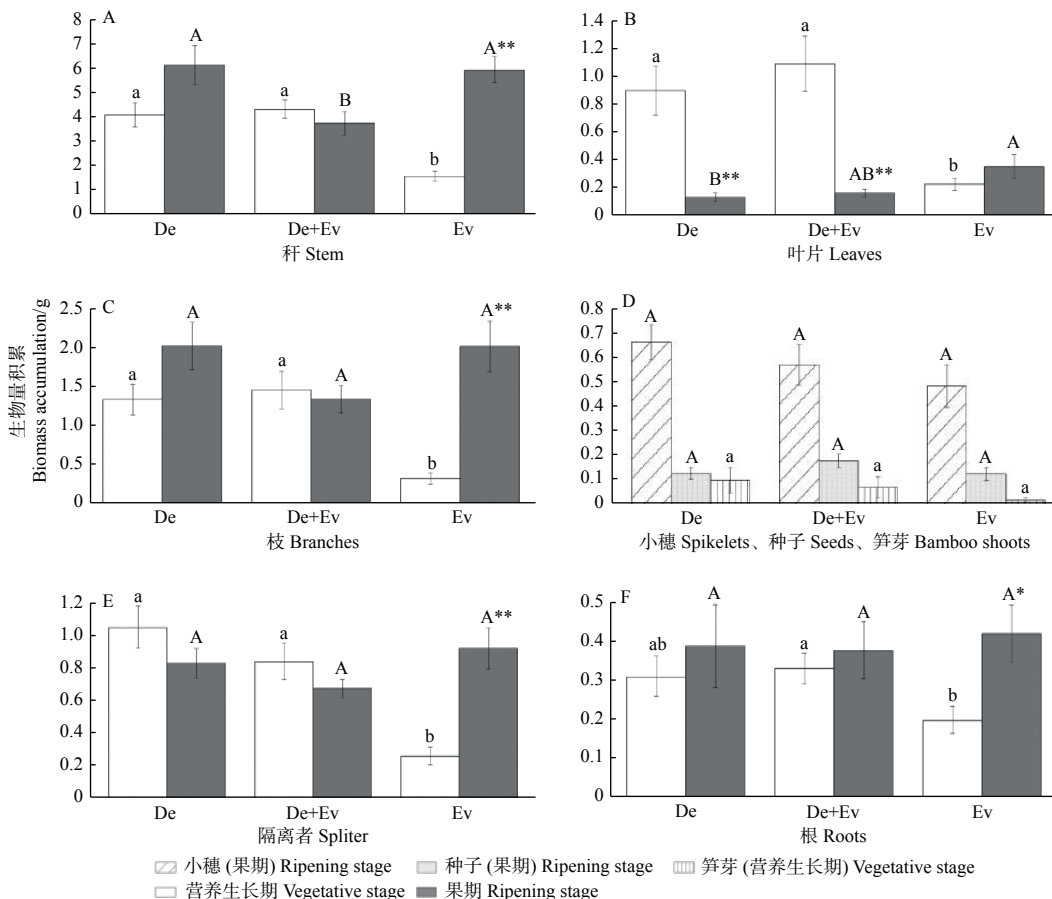 A
8
7
6
5
4
3
2
1
0
a
A
a
B
b
A**
De
De+Ev
Ev
秆 Stem
B
1.4
1.2
1.0
0.8
0.6
0.4
0.2
0
a
B**
a
AB**
b
A
De
De+Ev
Ev
叶片 Leaves
生物量积累
Biomass accumulation/g
C
2.5
2.0
1.5
1.0
0.5
0
a
A
a
A
b
A**
De
De+Ev
Ev
枝 Branches
D
0.8
0.7
0.6
0.5
0.4
0.3
0.2
0.1
0
A
A
a
A
A
a
A
A
a
De
De+Ev
Ev
小穗 Spikelets、种子 Seeds、笋芽 Bamboo shoots
E
1.2
1.0
0.8
0.6
0.4
0.2
0
a
A
a
A
b
A**
De
De+Ev
Ev
隔离者 Spliter
F
0.5
0.4
0.3
0.2
0.1
0
ab
A
a
A
b
A*
De
De+Ev
Ev
根 Roots
小穗 (果期) Ripening stage 种子 (果期) Ripening stage 笋芽 (营养生长期) Vegetative stage
营养生长期 Vegetative stage 果期 Ripening stage